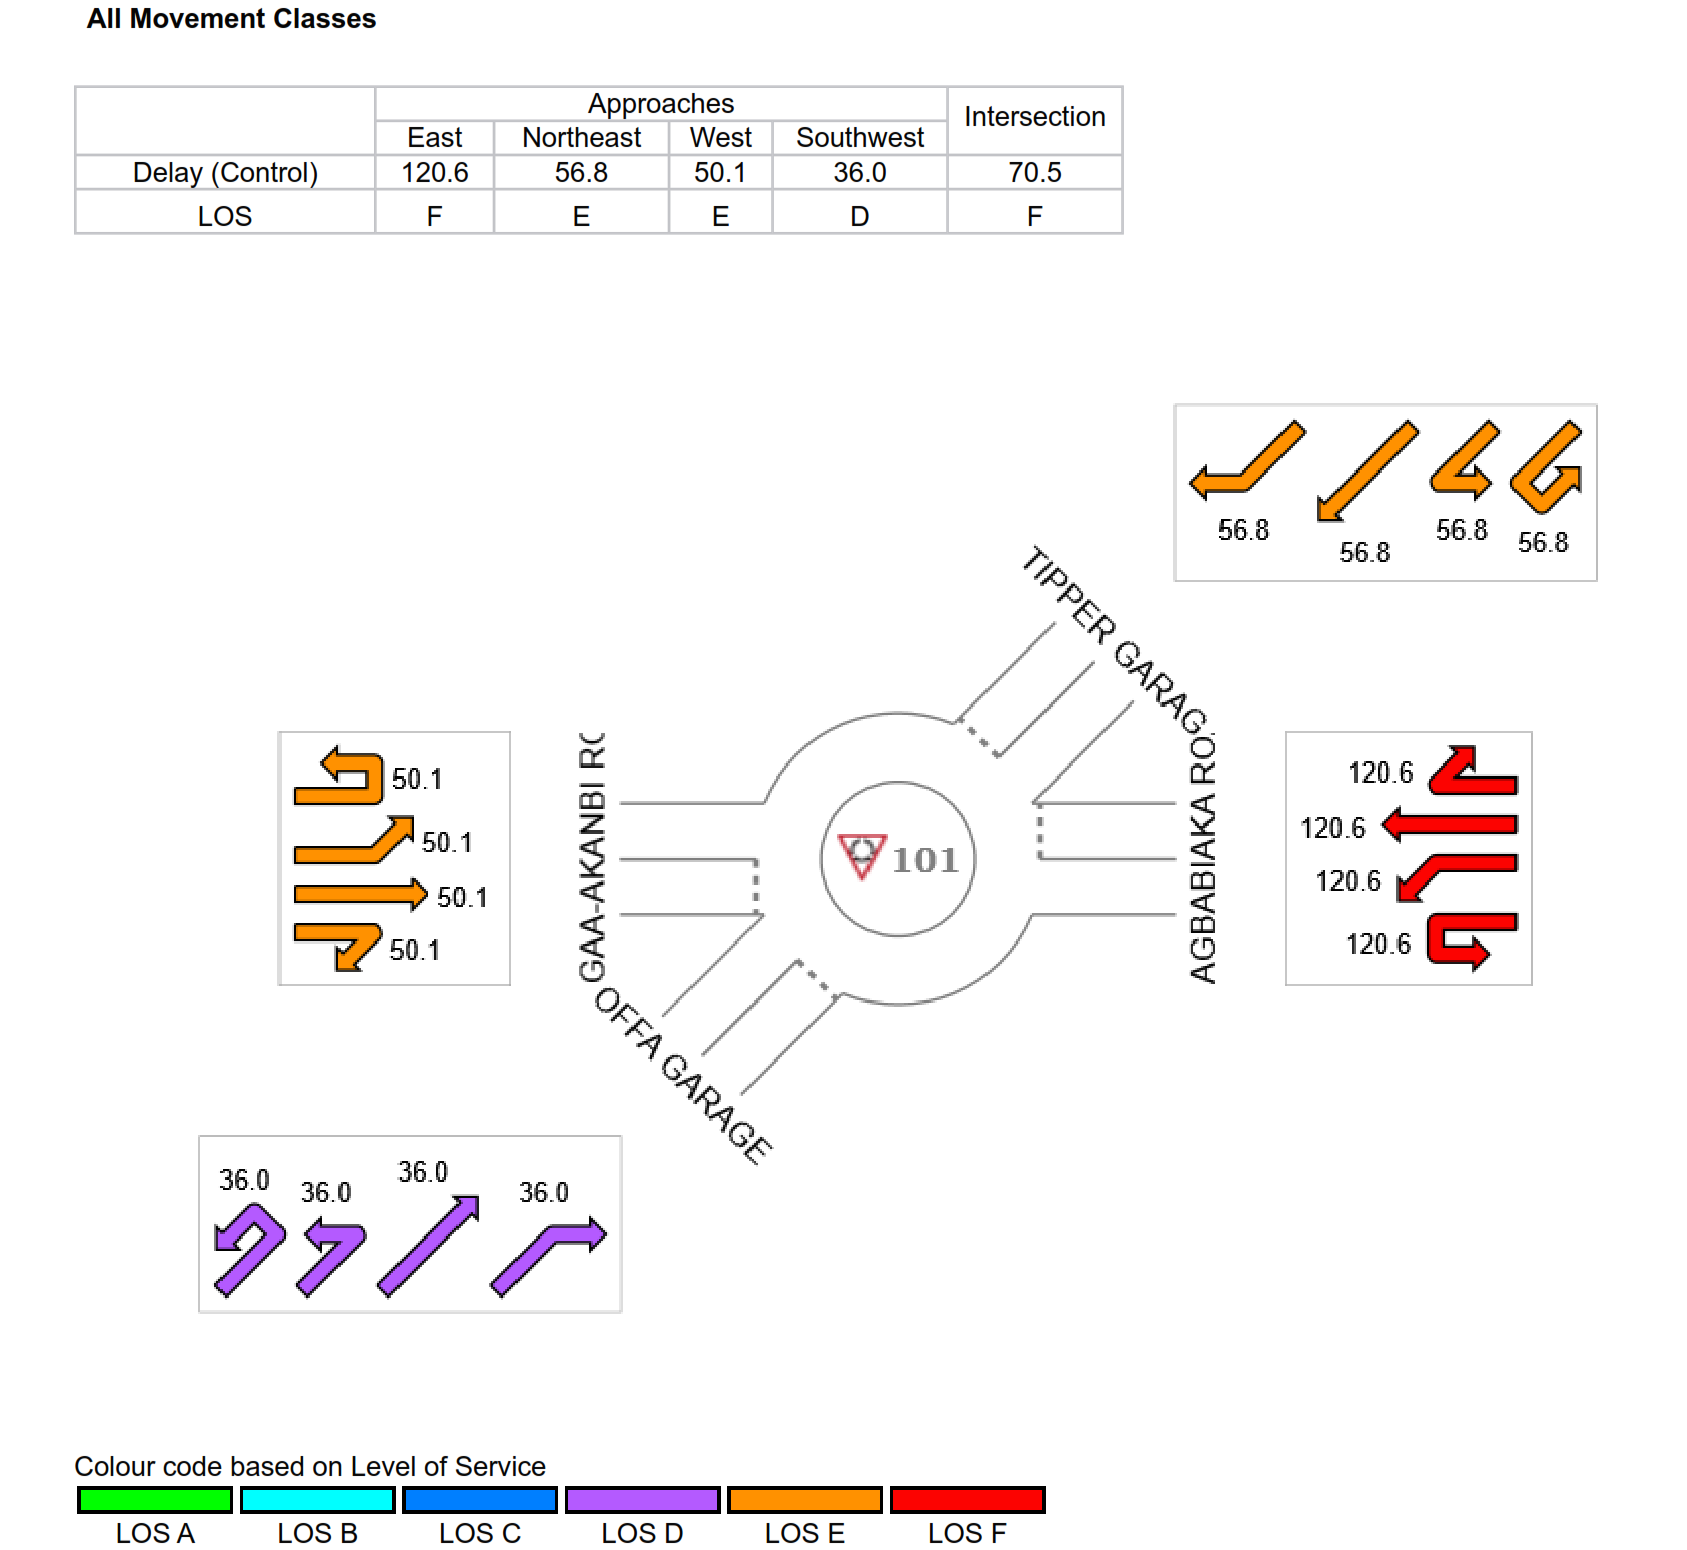 All Movement Classes
Approaches Intersection
East Northeast West Southwest
Delay (Control) 120.6 56.8 50.1 36.0 70.5
LOS F E E D F
56.8 56.8 56.8 56.8
TIPPER GARAG
GAA-AKANBI
AGBABIAKA RO
50.1
50.1
50.1
50.1
120.6
120.6
120.6
120.6
101
OFFA GARAGE
36.0 36.0 36.0 36.0
Colour code based on Level of Service
LOS A LOS B LOS C LOS D LOS E LOS F